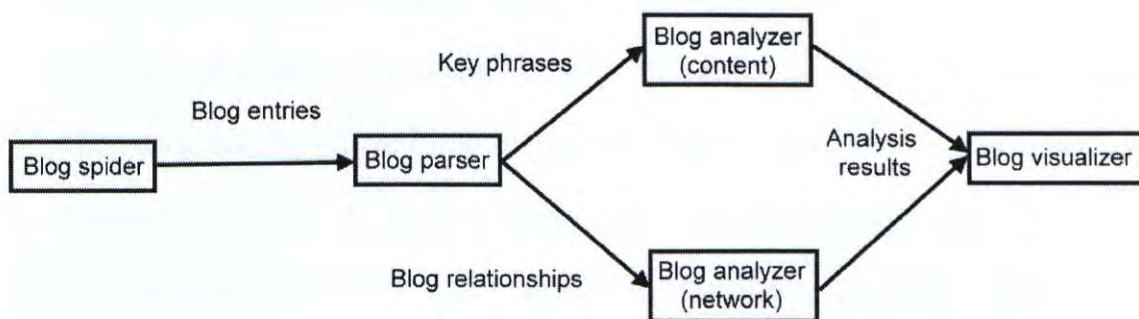 Blog spider
Blog entries
Blog parser
Key phrases
Blog relationships
Blog analyzer
(content)
Blog analyzer
(network)
Analysis
results
Blog visualizer